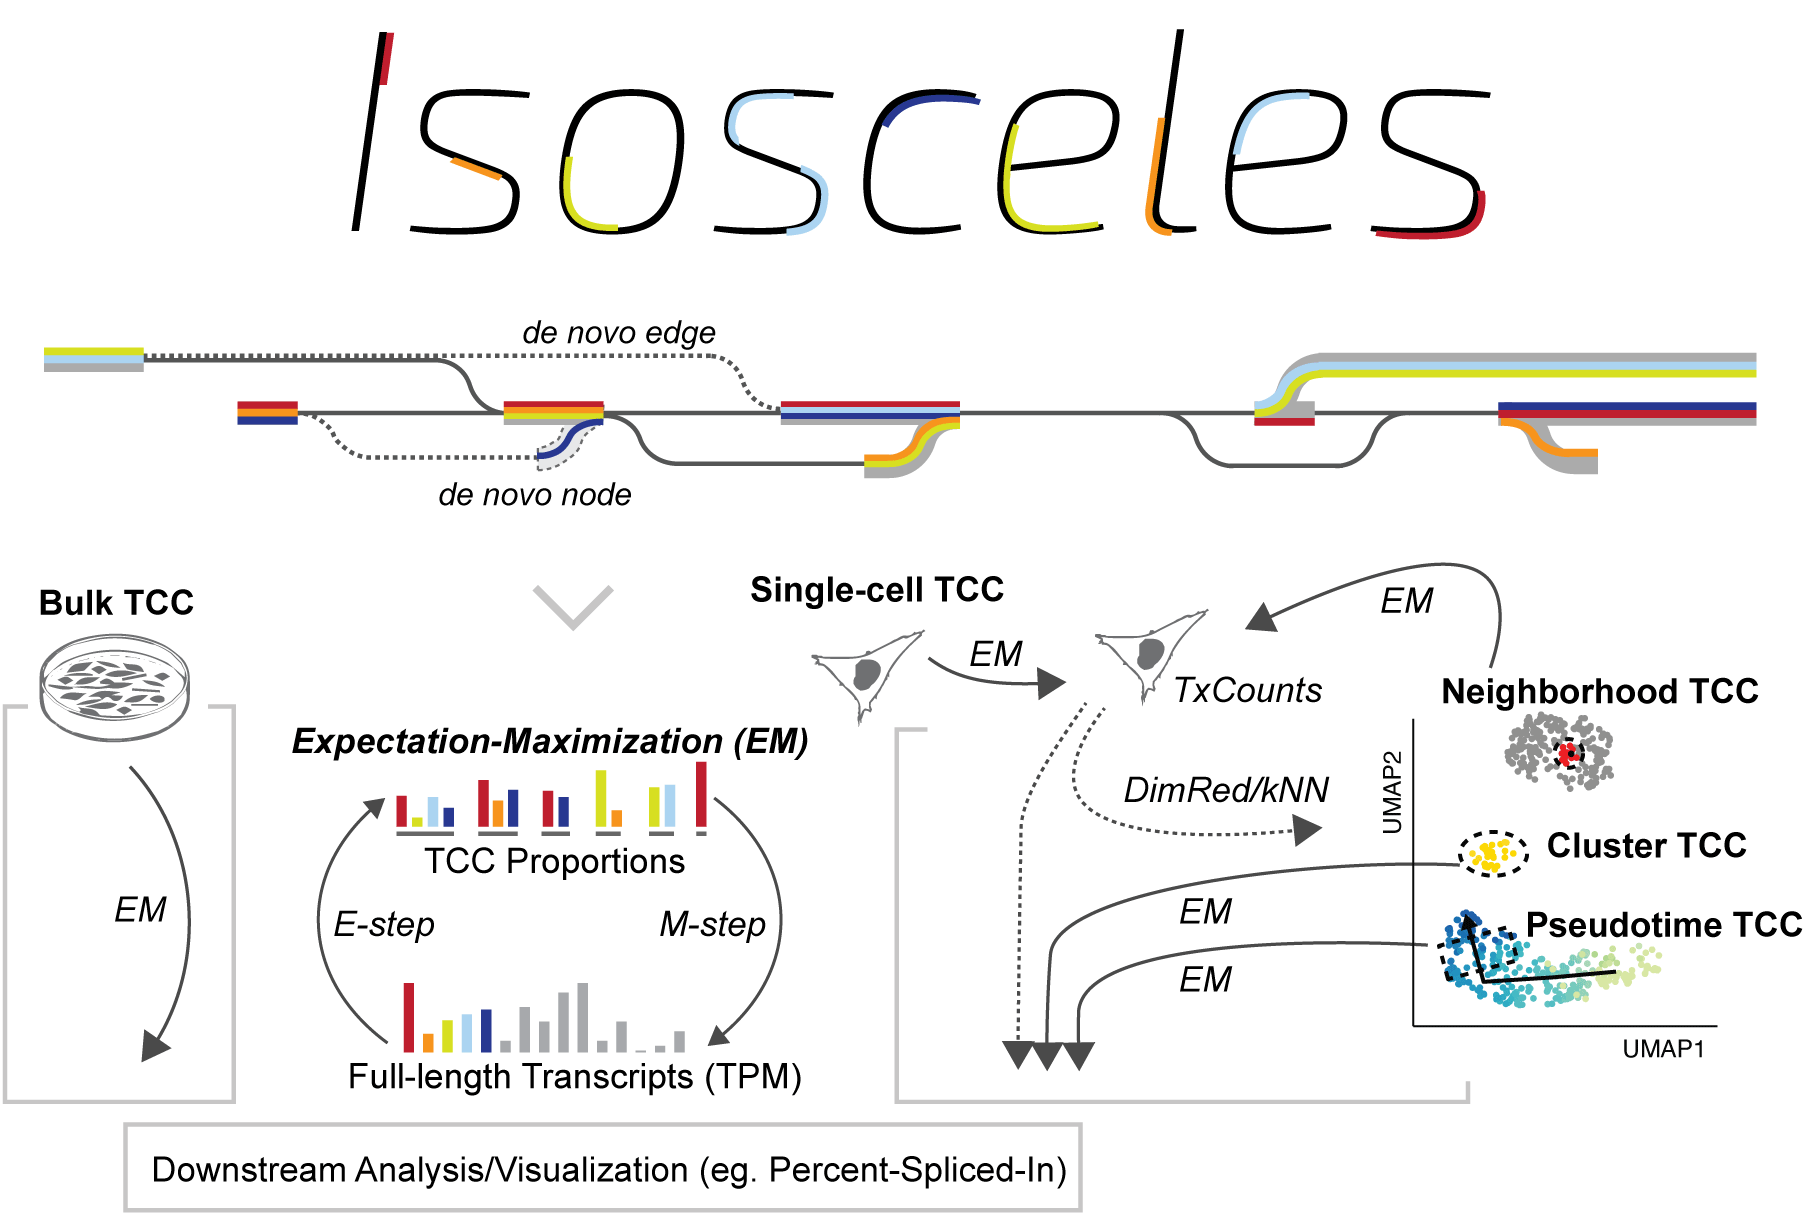 Isosceles
de novo edge
de novo node
Bulk TCC
EM
Expectation-Maximization (EM)
TCC Proportions
E-step
M-step
Full-length Transcripts (TPM)
Single-cell TCC
EM
TxCounts
EM
Neighborhood TCC
DimRed/kNN
UMAP2
Cluster TCC
EM
Pseudotime TCC
EM
UMAP1
Downstream Analysis/Visualization (eg. Percent-Spliced-In)